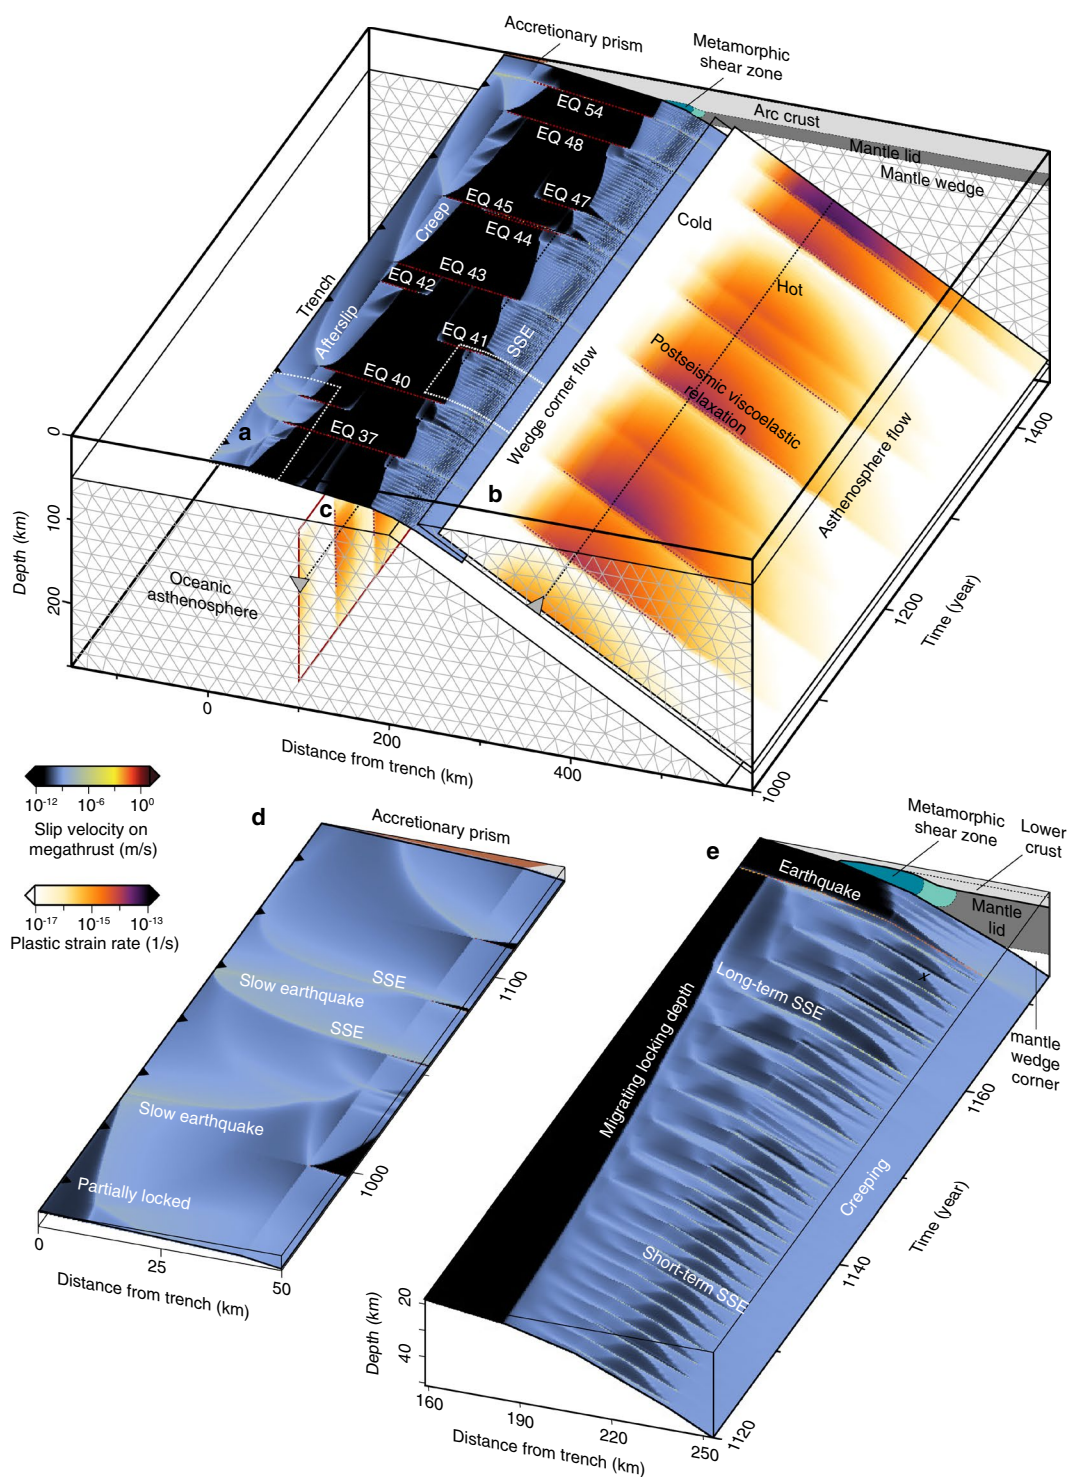 Accretionary prism
Metamorphic
shear zone
Arc crust
Mantle lid
Mantle wedge
EQ 54
EQ 48
EQ 47
EQ 45
EQ 44
EQ 43
EQ 42
EQ 41
EQ 40
EQ 37
Creep
Trench
Afterslip
SSE
Cold
Hot
Postseismic viscoelastic
relaxation
Wedge corner flow
Asthenosphere flow
a
b
c
Oceanic
asthenosphere
0
100
200
Depth (km)
0
200
400
Distance from trench (km)
1000
1200
1400
Time (year)
10-12
10-6
100
Slip velocity on
megathrust (m/s)
10-17
10-15
10-13
Plastic strain rate (1/s)
d
Accretionary prism
SSE
Slow earthquake
SSE
Slow earthquake
Partially locked
1100
1000
0
25
50
Distance from trench (km)
e
Metamorphic
shear zone
Lower
crust
Earthquake
Mantle
lid
x
Long-term SSE
Migrating locking depth
mantle
wedge
corner
Creeping
Short-term SSE
1160
1140
1120
Time (year)
20
40
Depth (km)
160
190
220
250
Distance from trench (km)